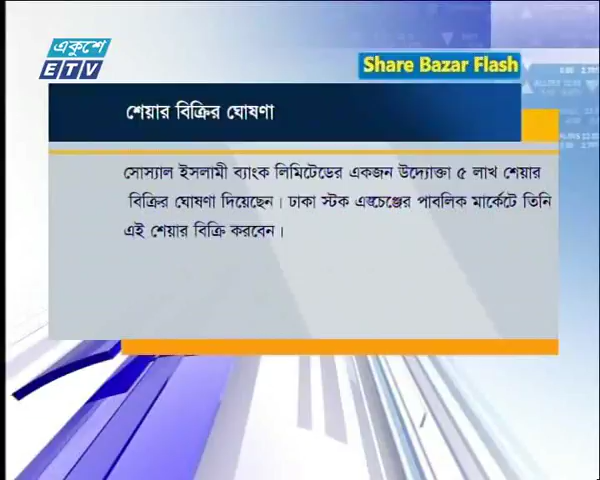 একুশে
ETV
Share Bazar Flash
শেয়ার বিক্রির ঘোষণা
সোস্যাল ইসলামী ব্যাংক লিমিটেডের একজন উদ্যোক্তা ৫ লাখ শেয়ার
বিক্রির ঘোষণা দিয়েছেন। ঢাকা স্টক এক্সচেঞ্জের পাবলিক মার্কেটে তিনি
এই শেয়ার বিক্রি করবেন।